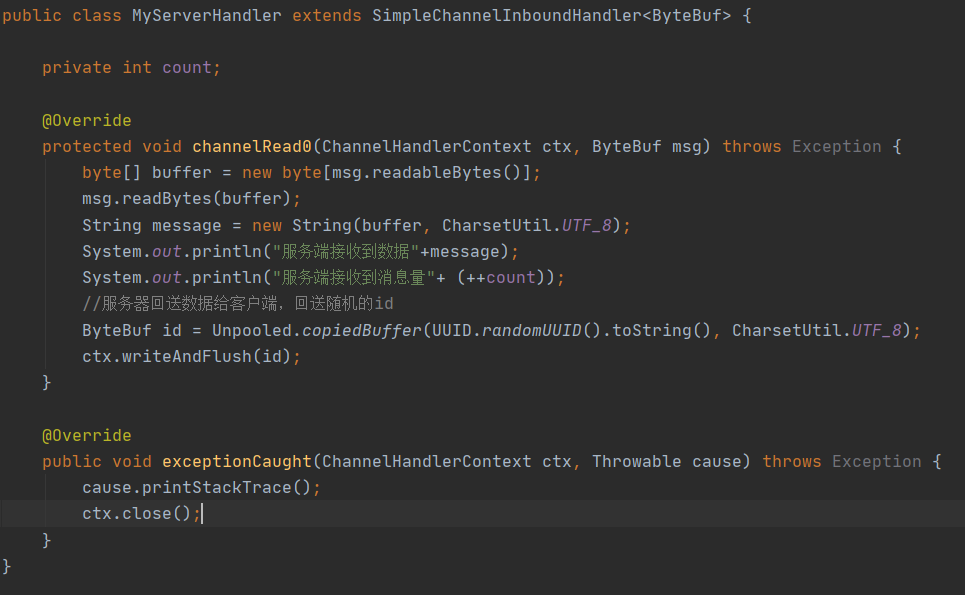 public class MyServerHandler extends SimpleChannelInboundHandler<ByteBuf> {
private int count;
@Override
protected void channelRead0(ChannelHandlerContext ctx, ByteBuf msg) throws Exception {
byte[] buffer = new byte[msg.readableBytes()];
msg.readBytes(buffer);
String message = new String(buffer, CharsetUtil.UTF_8);
System.out.println("服务端接收到数据"+message);
System.out.println("服务端接收到消息量"+ (++count));
//服务器回送数据给客户端，回送随机的id
ByteBuf id = Unpooled.copiedBuffer(UUID.randomUUID().toString(), CharsetUtil.UTF_8);
ctx.writeAndFlush(id);
}
@Override
public void exceptionCaught(ChannelHandlerContext ctx, Throwable cause) throws Exception {
cause.printStackTrace();
ctx.close();
}
}